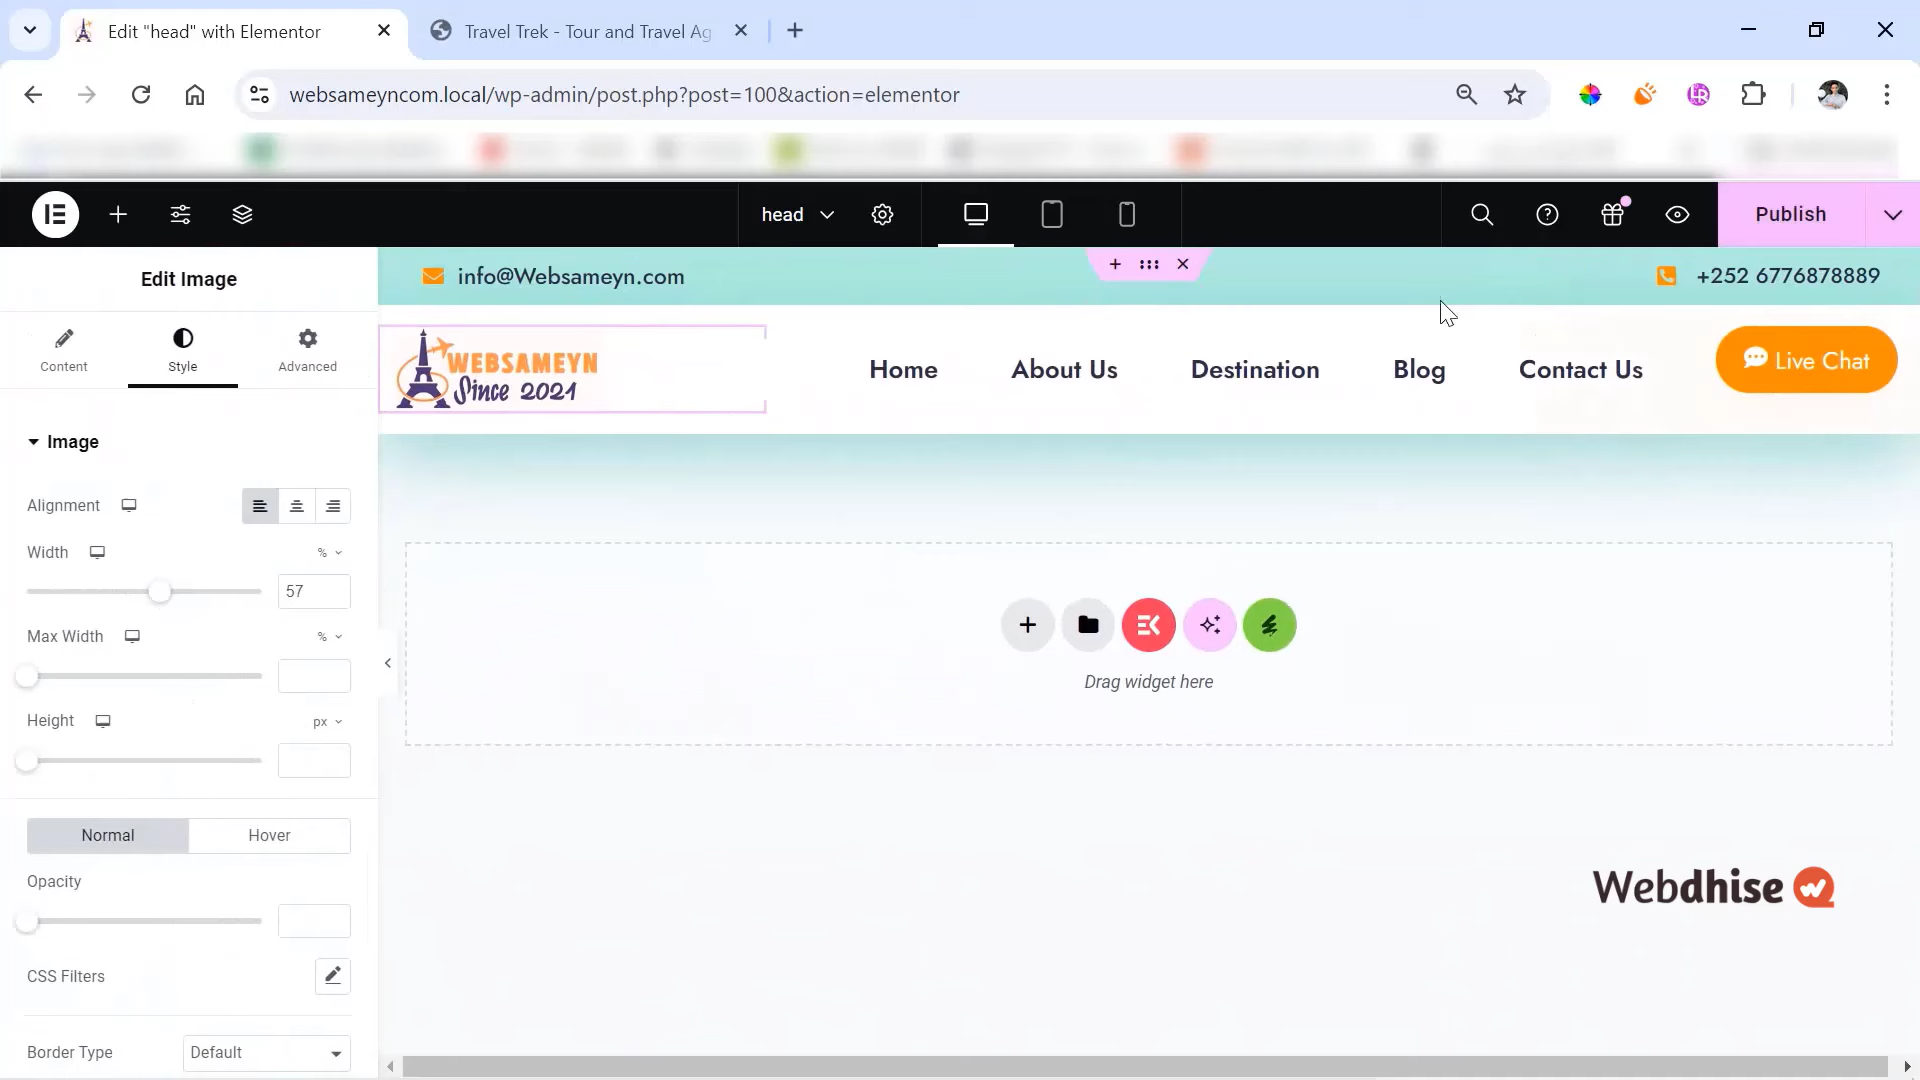 Edit "head" with Elementor
Travel Trek - Tour and Travel Ag
websameyncom.local/wp-admin/post.php?post=100&action=elementor
head
Publish
Edit Image
Content
Style
Advanced
Image
Alignment
Width
%
57
Max Width
%
Height
px
Normal
Hover
Opacity
CSS Filters
Border Type
Default
info@Websameyn.com
+252 6776878889
WEBSAMEYN
Since 2021
Home
About Us
Destination
Blog
Contact Us
Live Chat
Drag widget here
Webdhise